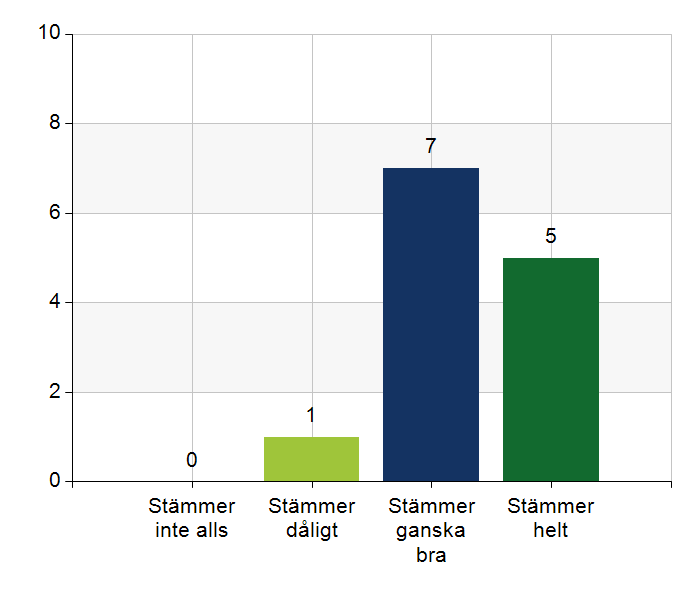 10
8
7
6
5
4
2
1
0
0
Stämmer inte alls
Stämmer dåligt
Stämmer ganska bra
Stämmer helt